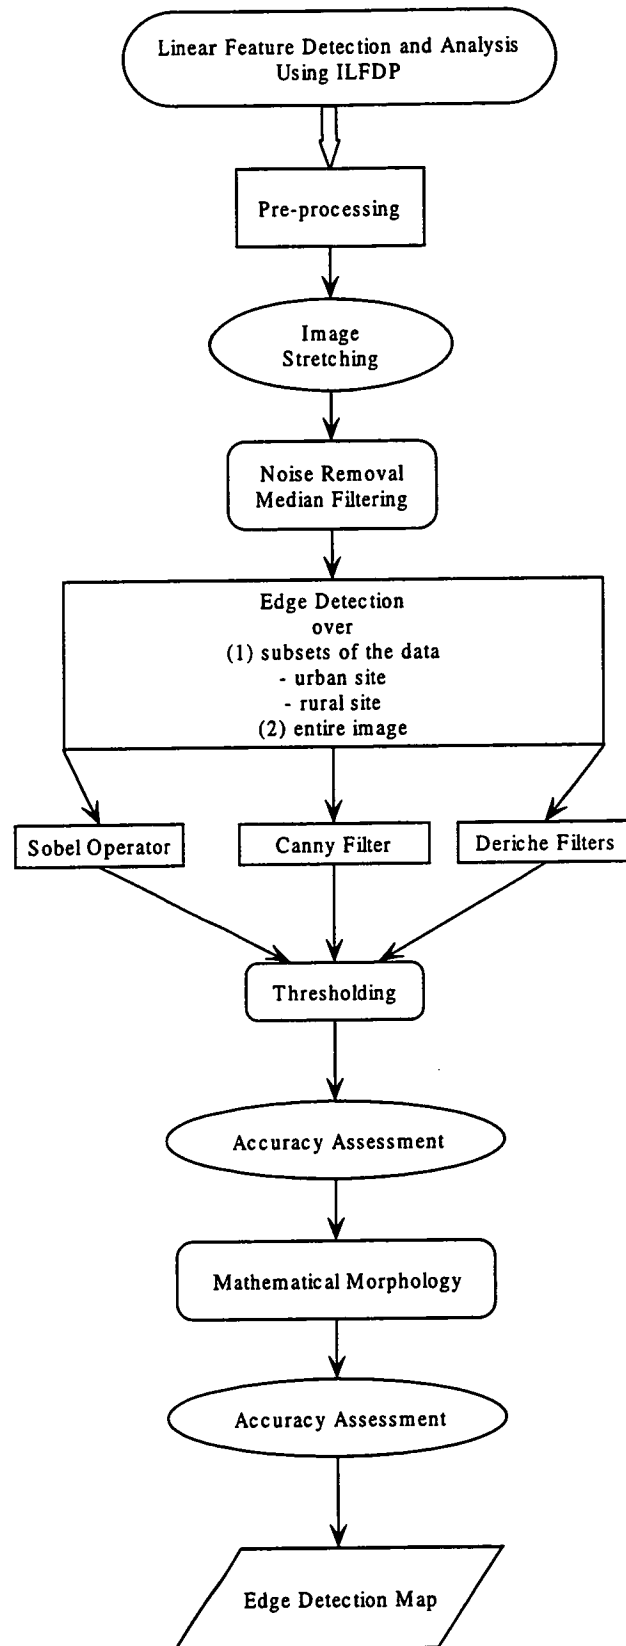 Linear Feature Detection and Analysis
Using ILFDP
Pre-processing
Image
Stretching
Noise Removal
Median Filtering
Edge Detection
over
(1) subsets of the data
- urban site
- rural site
(2) entire image
Sobel Operator
Canny Filter
Deriche Filters
Thresholding
Accuracy Assessment
Mathematical Morphology
Accuracy Assessment
Edge Detection Map